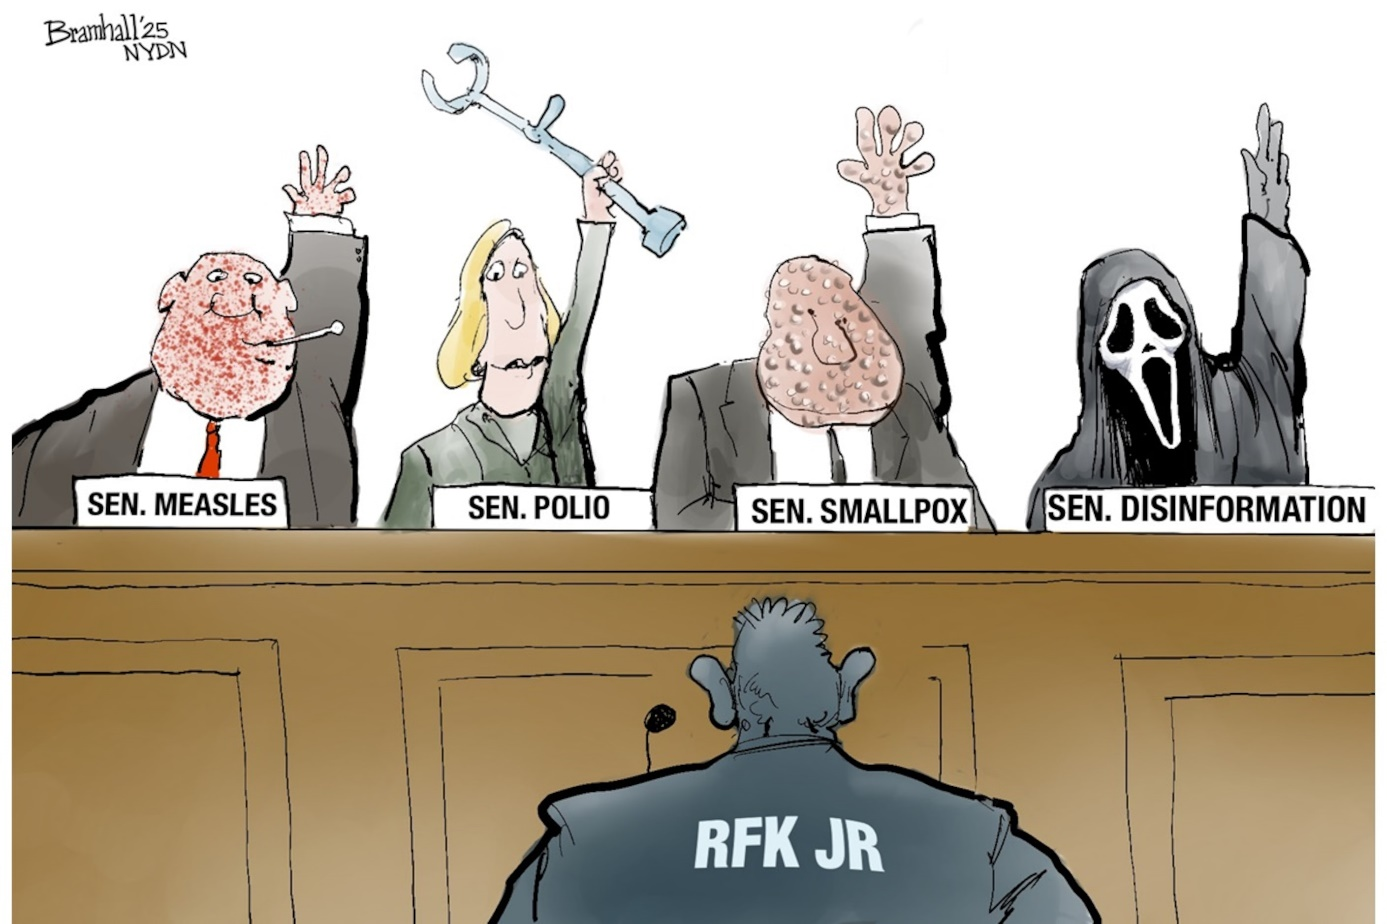 Bramhall'25
NYDN
SEN. MEASLES
SEN. POLIO
SEN. SMALLPOX
SEN. DISINFORMATION
RFK JR